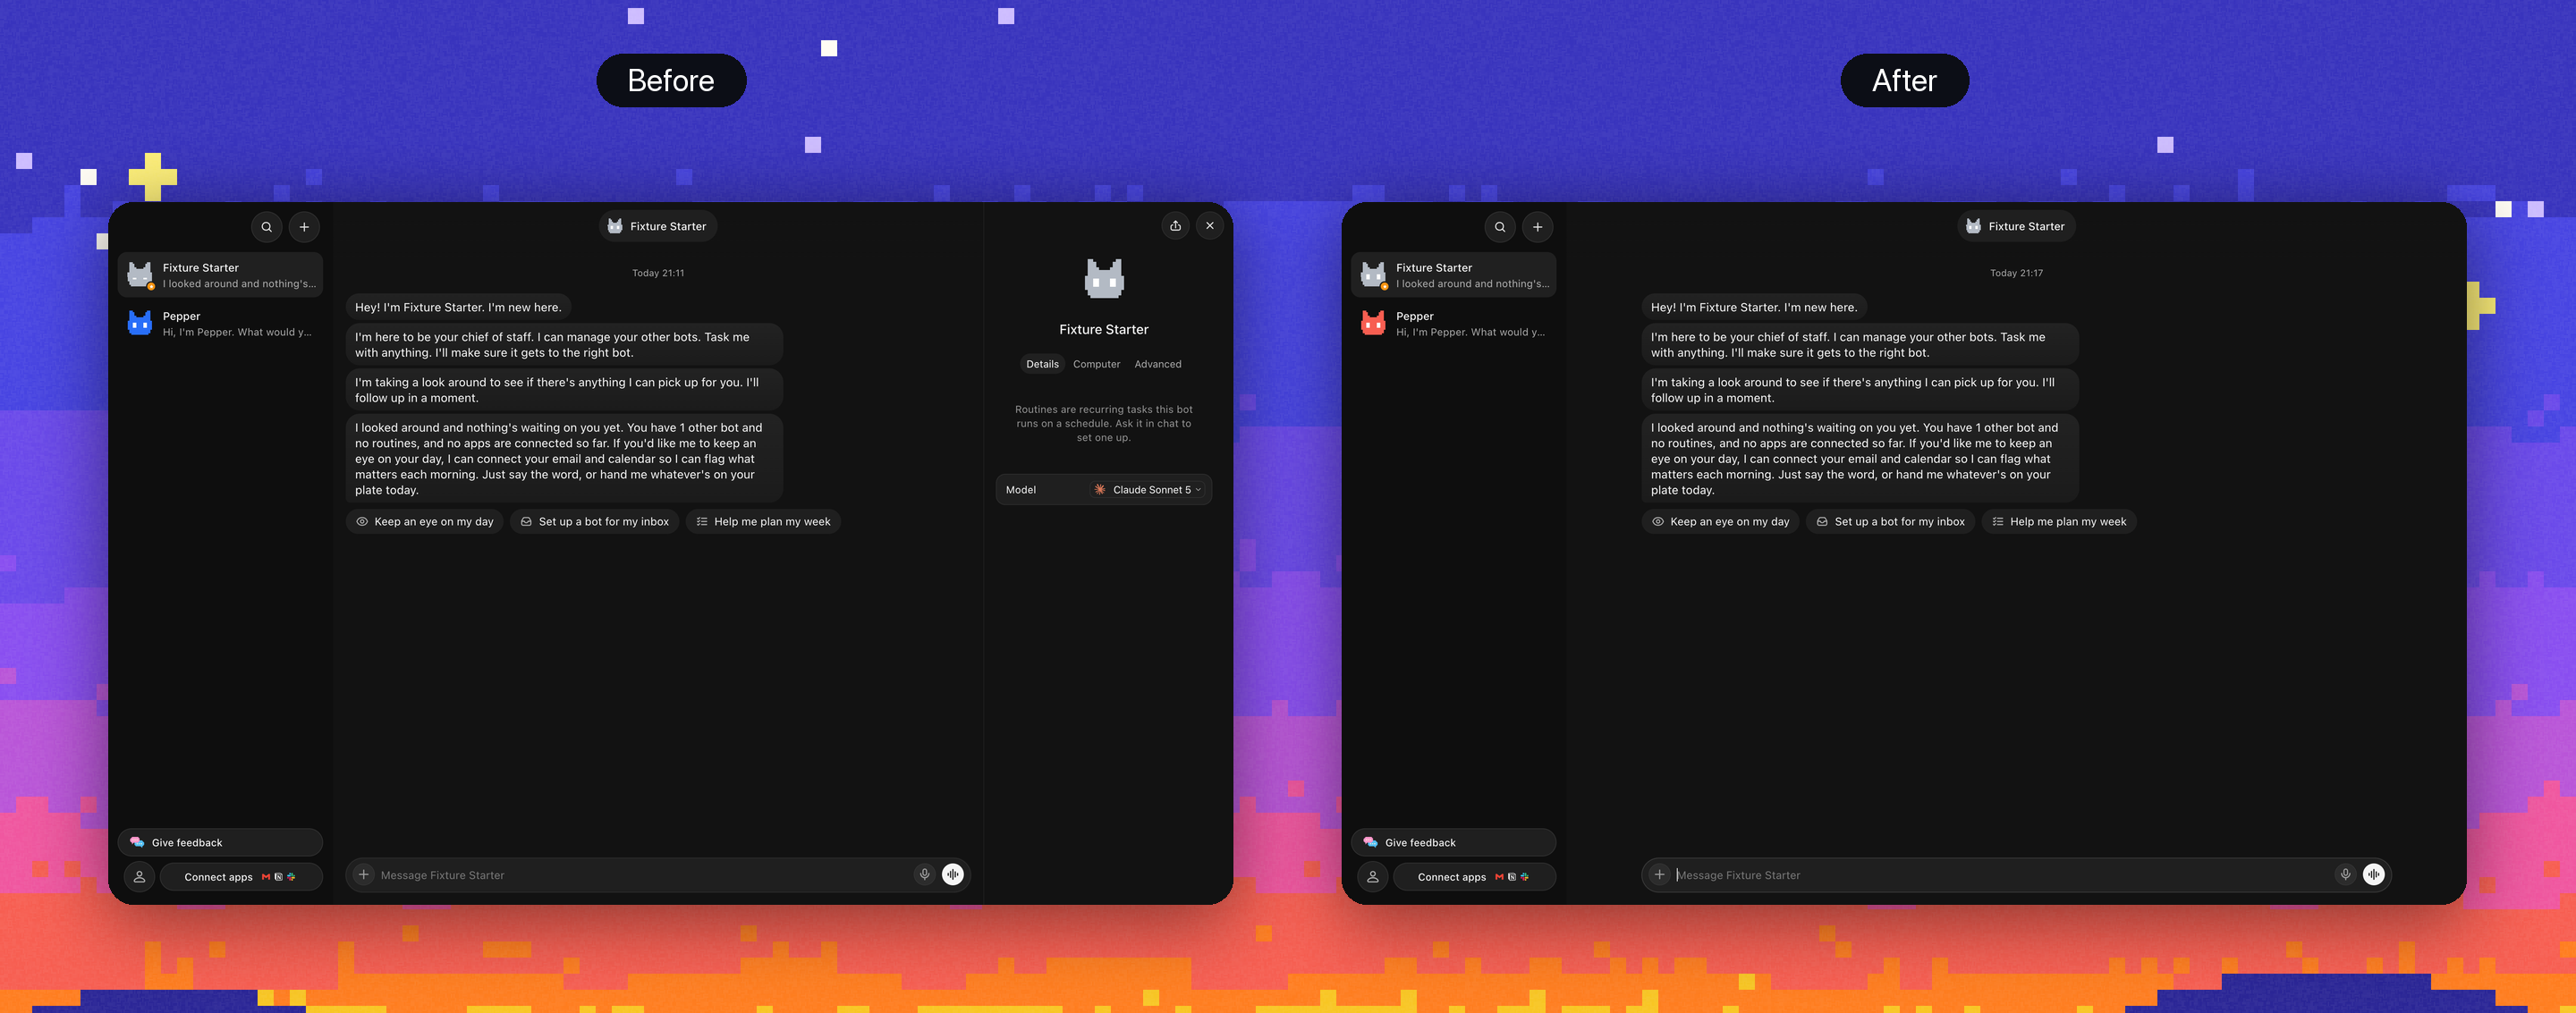 Before
Fixture Starter
I looked around and nothing's...
Pepper
Hi, I'm Pepper. What would y...
Give feedback
Connect apps
Fixture Starter
Today 21:11
Hey! I'm Fixture Starter. I'm new here.
I'm here to be your chief of staff. I can manage your other bots. Task me
with anything. I'll make sure it gets to the right bot.
I'm taking a look around to see if there's anything I can pick up for you. I'll
follow up in a moment.
I looked around and nothing's waiting on you yet. You have 1 other bot and
no routines, and no apps are connected so far. If you'd like me to keep an
eye on your day, I can connect your email and calendar so I can flag what
matters each morning. Just say the word, or hand me whatever's on your
plate today.
Keep an eye on my day
Set up a bot for my inbox
Help me plan my week
Message Fixture Starter
Fixture Starter
Details
Computer
Advanced
Routines are recurring tasks this bot
runs on a schedule. Ask it in chat to
set one up.
Model
Claude Sonnet 5
After
Fixture Starter
I looked around and nothing's...
Pepper
Hi, I'm Pepper. What would y...
Give feedback
Connect apps
Fixture Starter
Today 21:17
Hey! I'm Fixture Starter. I'm new here.
I'm here to be your chief of staff. I can manage your other bots. Task me
with anything. I'll make sure it gets to the right bot.
I'm taking a look around to see if there's anything I can pick up for you. I'll
follow up in a moment.
I looked around and nothing's waiting on you yet. You have 1 other bot and
no routines, and no apps are connected so far. If you'd like me to keep an
eye on your day, I can connect your email and calendar so I can flag what
matters each morning. Just say the word, or hand me whatever's on your
plate today.
Keep an eye on my day
Set up a bot for my inbox
Help me plan my week
Message Fixture Starter